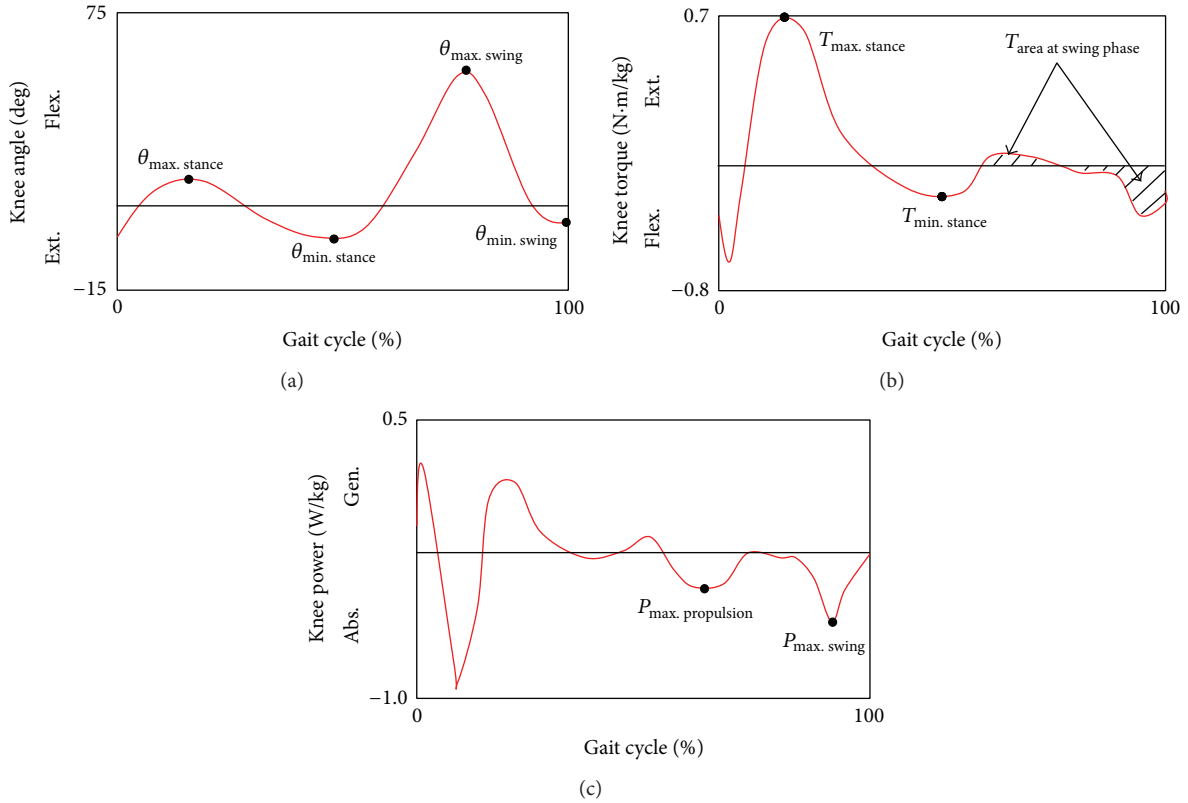 75
Knee angle (deg)
Ext. Flex.
θmax. stance
θmax. swing
θmin. stance
θmin. swing
−15
0 100
Gait cycle (%)
(a)
0.7
Knee torque (N·m/kg)
Flex. Ext.
Tmax. stance
Tarea at swing phase
Tmin. stance
−0.8
0 100
Gait cycle (%)
(b)
0.5
Knee power (W/kg)
Abs. Gen.
Pmax. propulsion
Pmax. swing
−1.0
0 100
Gait cycle (%)
(c)